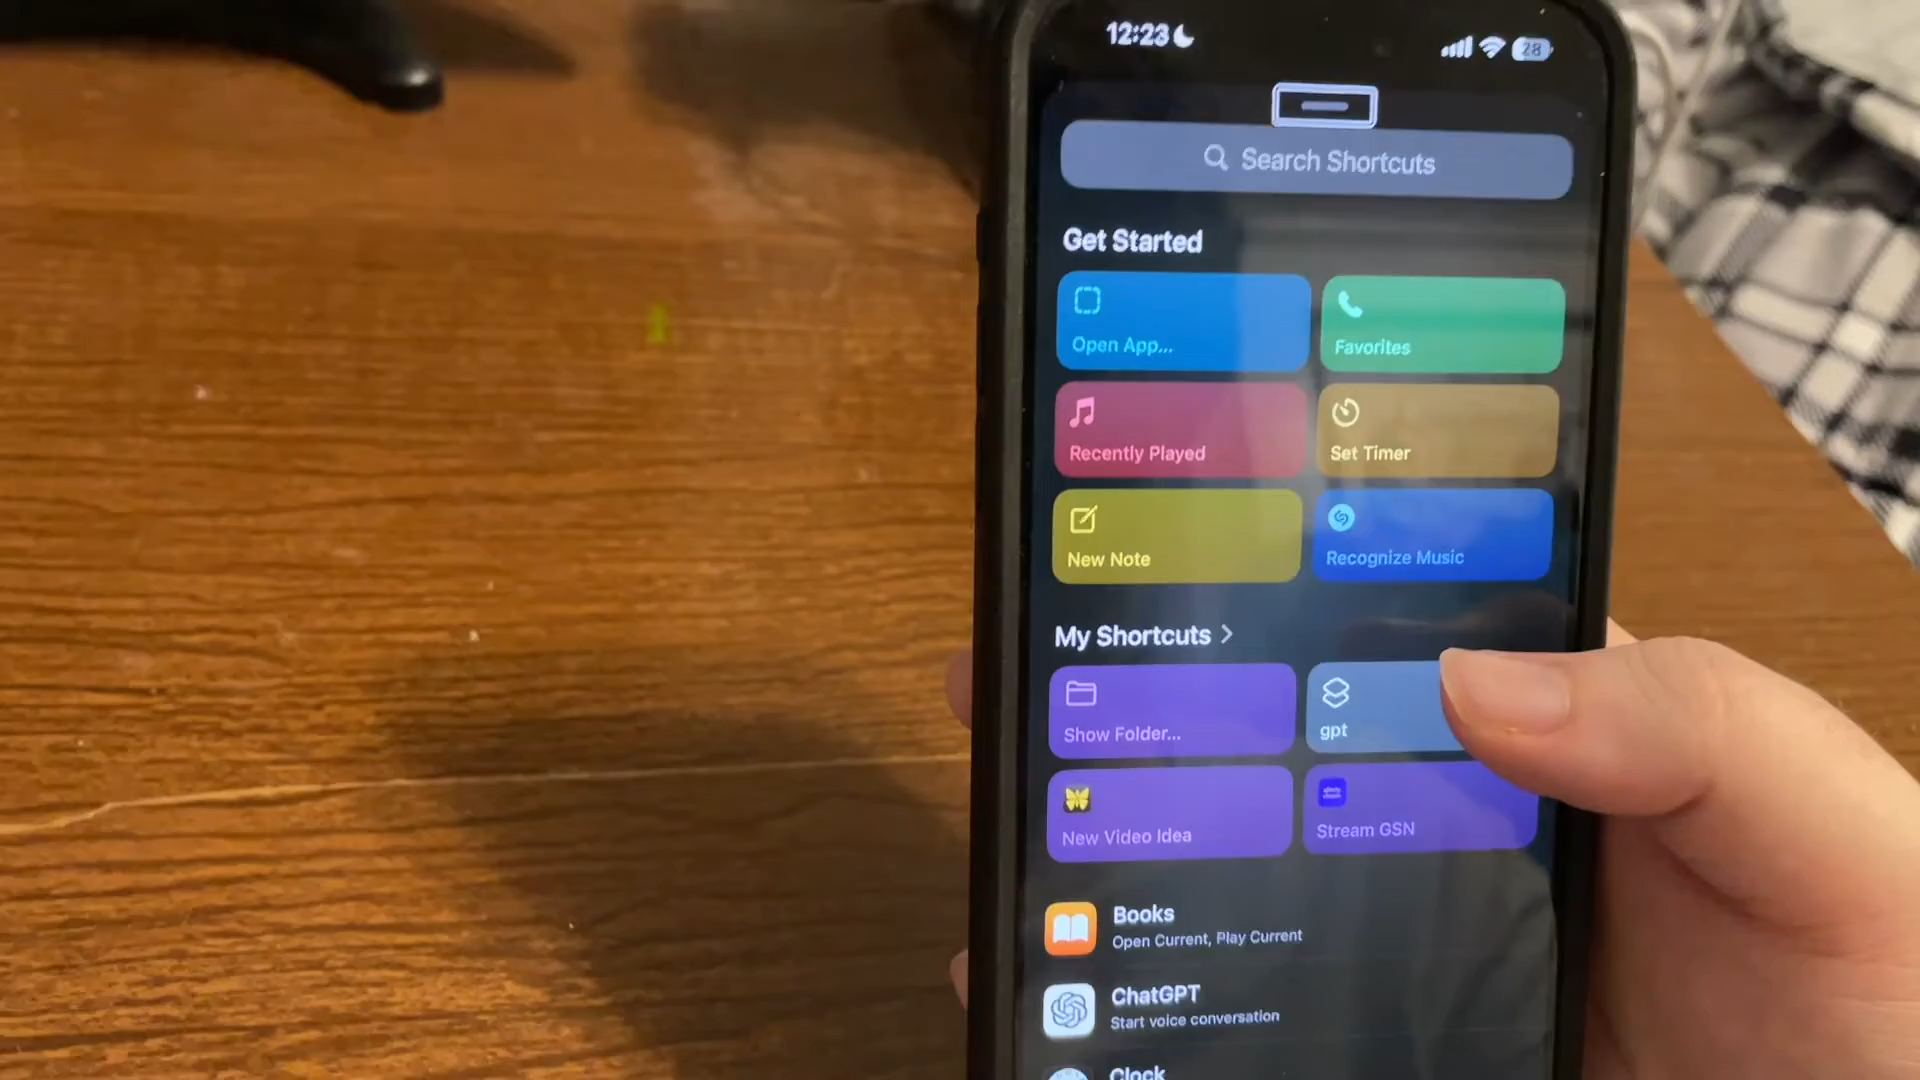 12:23
28
Search Shortcuts
Get Started
Open App...
Favorites
Recently Played
Set Timer
New Note
Recognize Music
My Shortcuts
Show Folder...
gpt
New Video Idea
Stream GSN
Books
Open Current, Play Current
ChatGPT
Start voice conversation
Clock